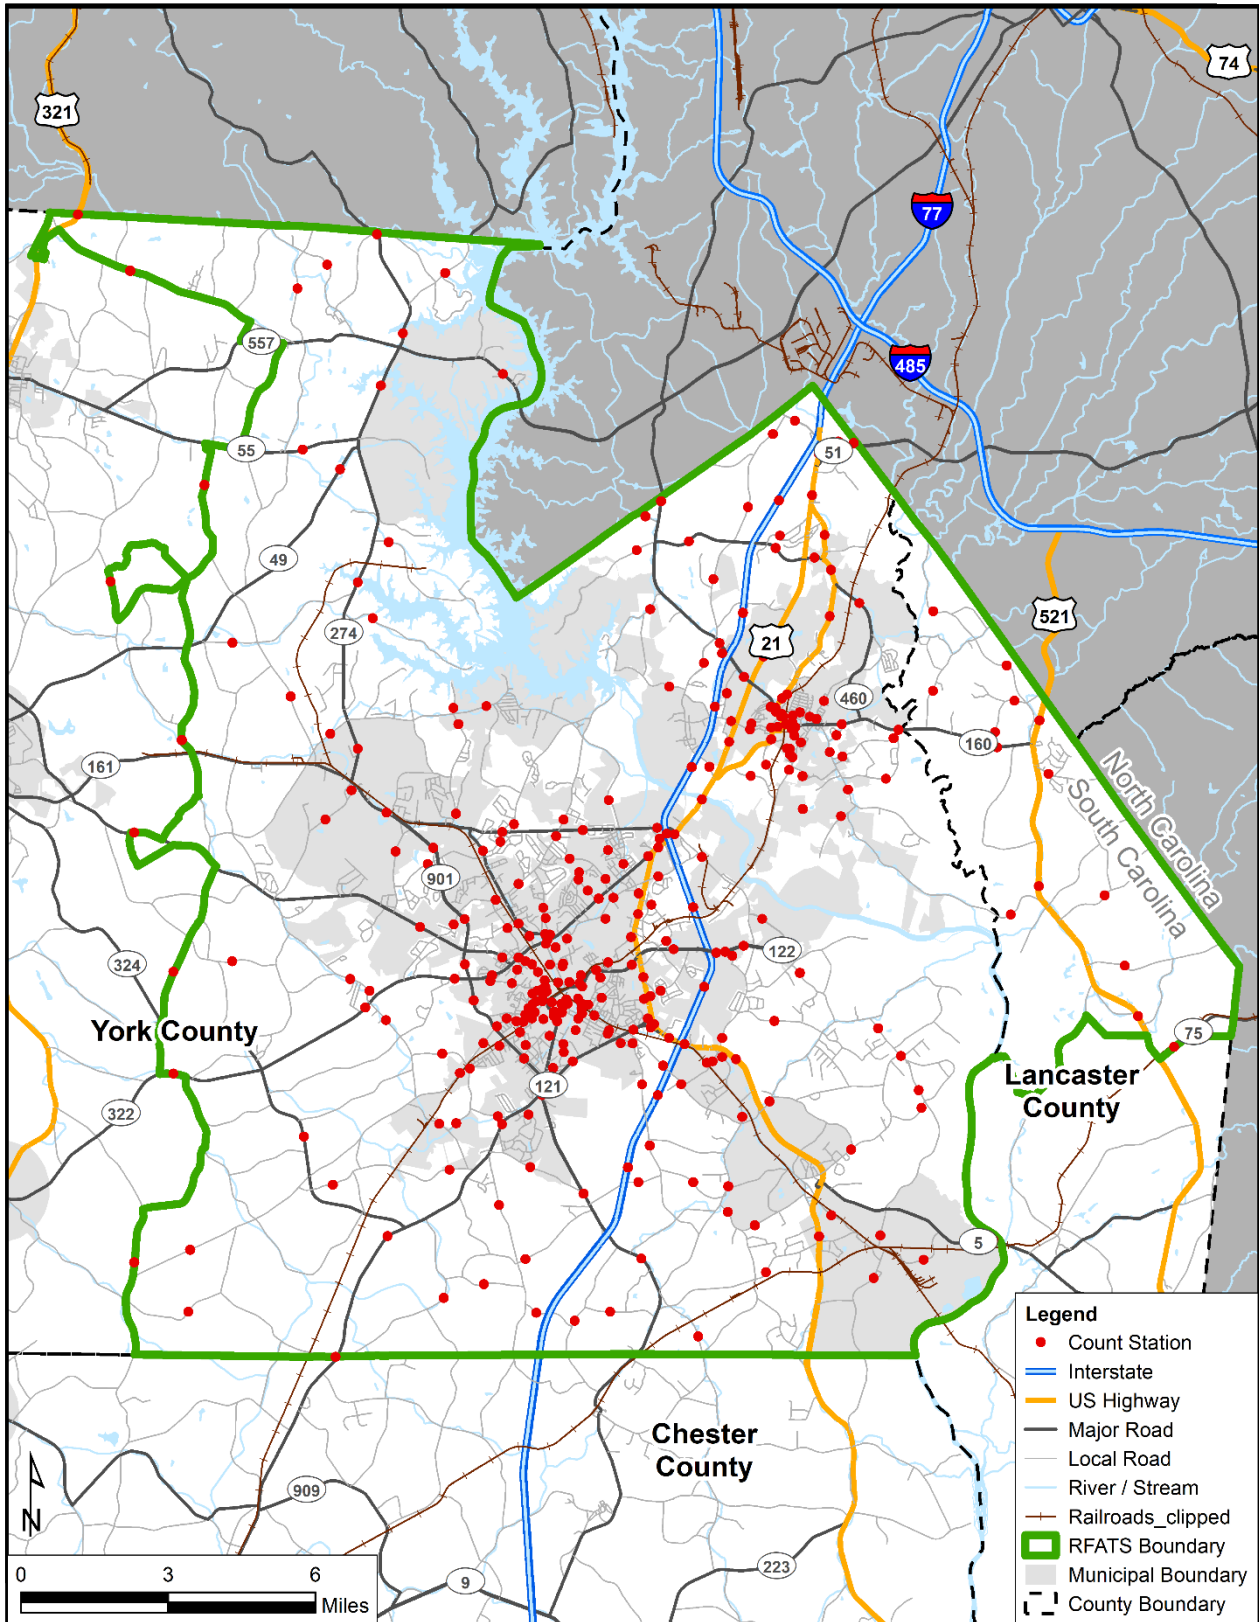 321
74
77
485
557
51
55
49
521
274
21
460
160
161
North Carolina
South Carolina
901
324
122
York County
75
Lancaster
County
121
322
5
Chester
County
909
223
9
N
0 3 6
Miles
Legend
Count Station
Interstate
US Highway
Major Road
Local Road
River / Stream
Railroads_clipped
RFATS Boundary
Municipal Boundary
County Boundary